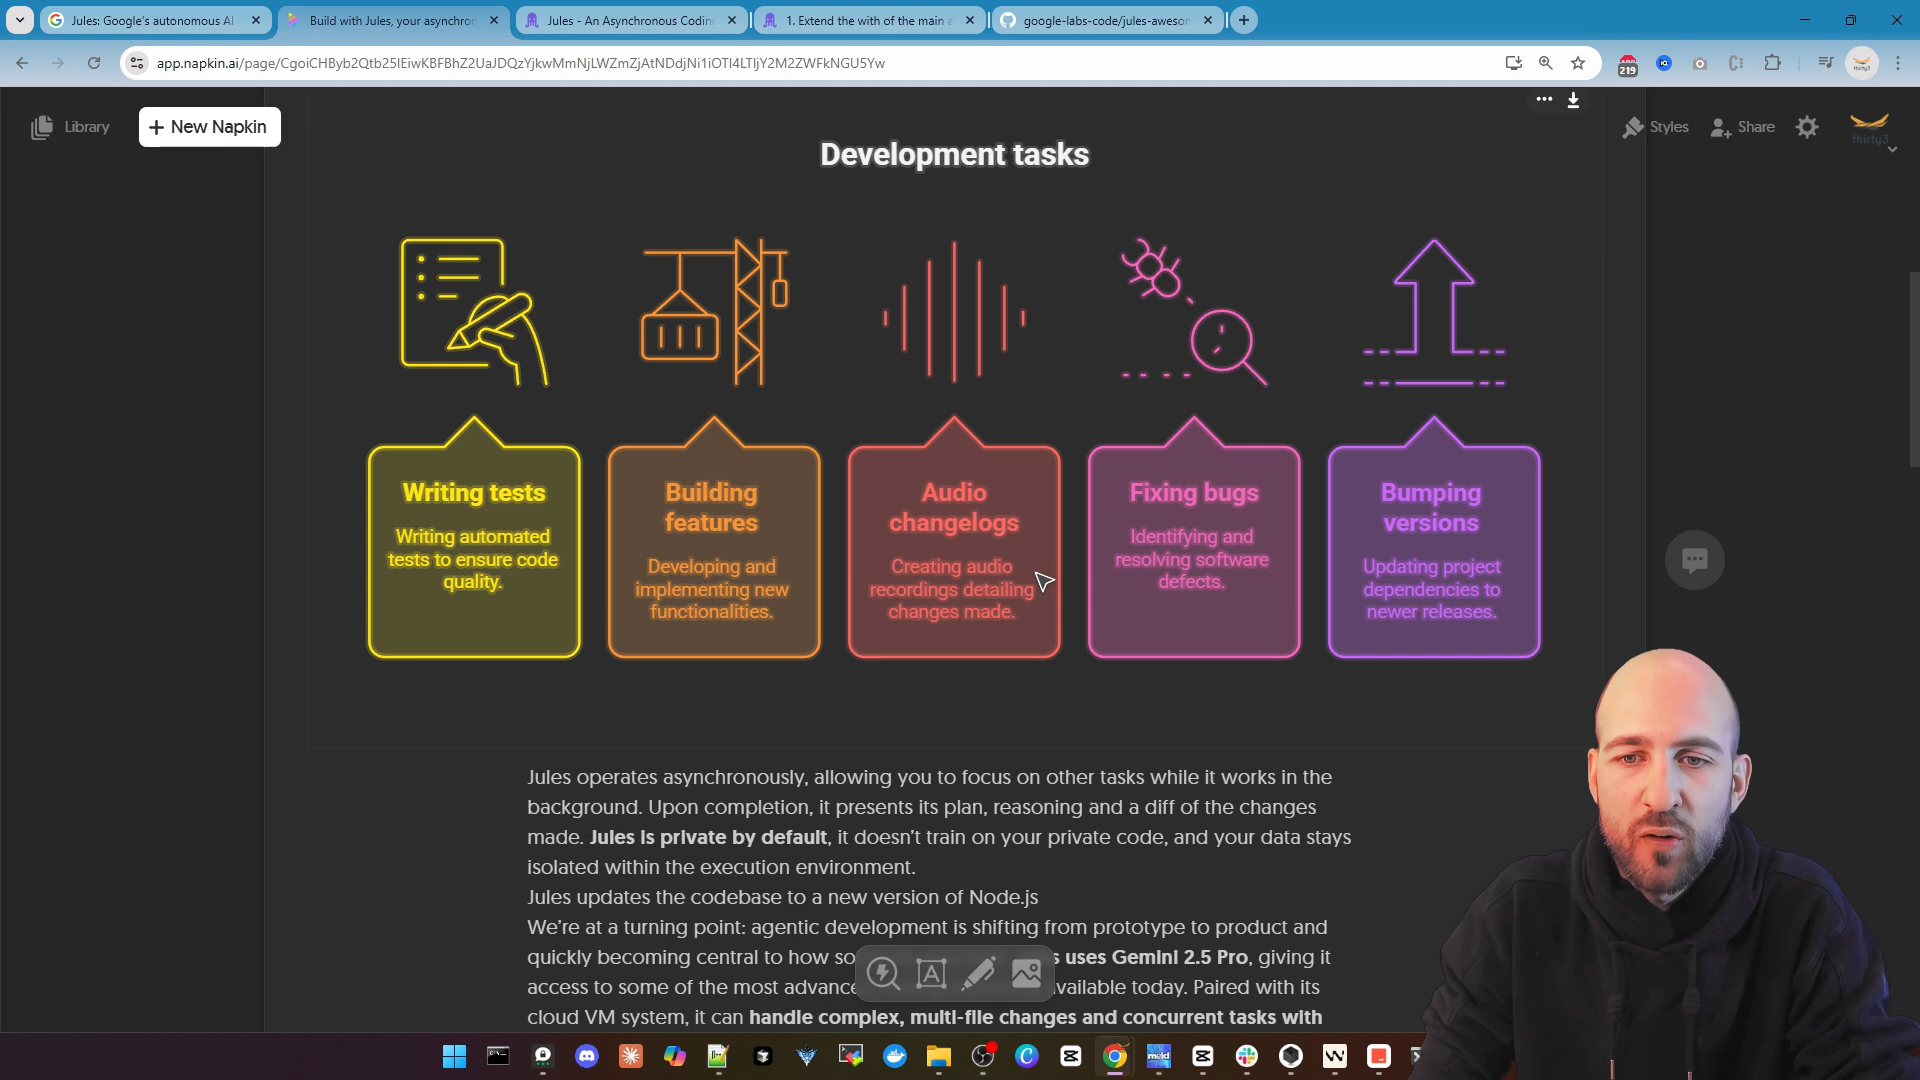 Jules: Google's autonomous AI
Build with Jules, your asynchron
Jules - An Asynchronous Coding
1. Extend the with of the main a
google-labs-code/jules-awesom
app.napkin.ai/page/
219
Library
+ New Napkin
Styles
Share
thirty3
Development tasks
Writing tests
Writing automated
tests to ensure code
quality.
Building
features
Developing and
implementing new
functionalities.
Audio
changelogs
Creating audio
recordings detailing
changes made.
Fixing bugs
Identifying and
resolving software
defects.
Bumping
versions
Updating project
dependencies to
newer releases.
Jules operates asynchronously, allowing you to focus on other tasks while it works in the
background. Upon completion, it presents its plan, reasoning and a diff of the changes
made. Jules is private by default, it doesn't train on your private code, and your data stays
isolated within the execution environment.
Jules updates the codebase to a new version of Node.js
We're at a turning point: agentic development is shifting from prototype to product and
quickly becoming central to how so s uses Gemini 2.5 Pro, giving it
access to some of the most advance vailable today. Paired with its
cloud VM system, it can handle complex, multi-file changes and concurrent tasks with